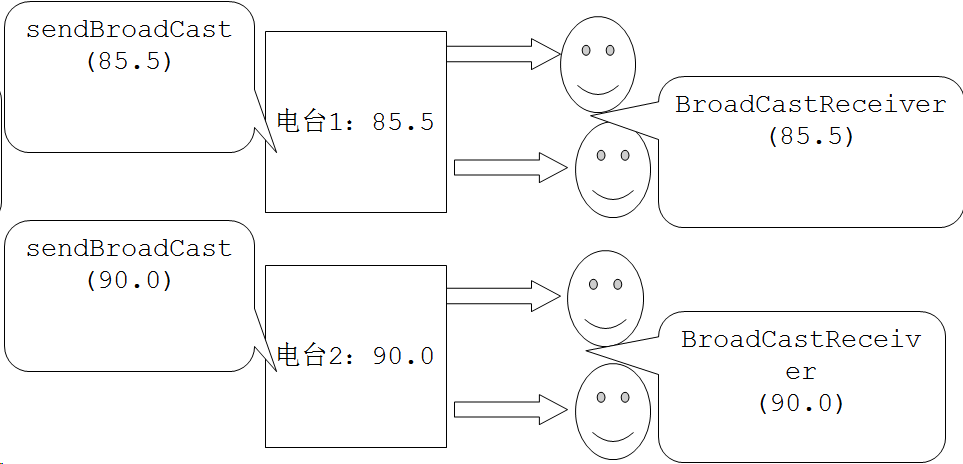 sendBroadCast
(85.5)
电台1：85.5
BroadCastReceiver
(85.5)
sendBroadCast
(90.0)
电台2：90.0
BroadCastReceiv
er
(90.0)